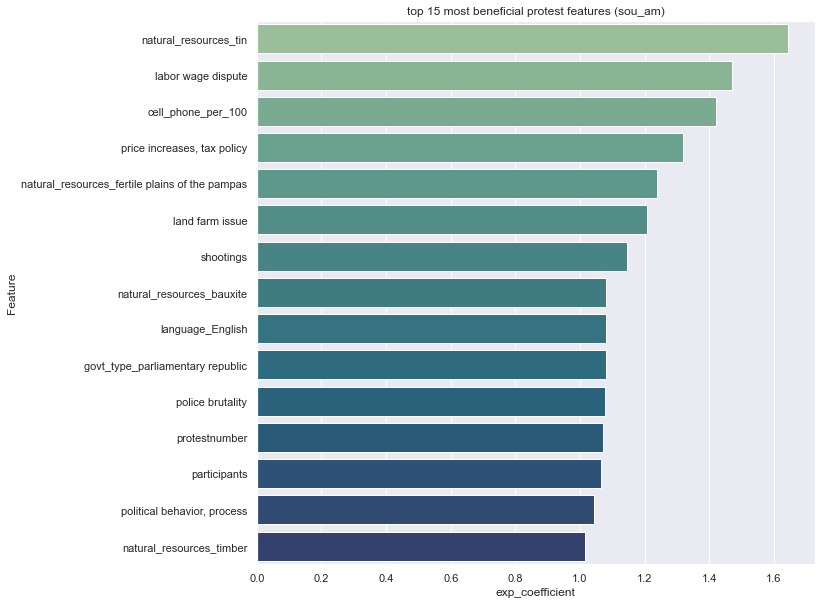 top 15 most beneficial protest features (sou_am)
natural_resources_tin
labor wage dispute
cell_phone_per_100
price increases, tax policy
natural_resources_fertile plains of the pampas
land farm issue
shootings
natural_resources_bauxite
language_English
govt_type_parliamentary republic
police brutality
protestnumber
participants
political behavior, process
natural_resources_timber
Feature
0.0 0.2 0.4 0.6 0.8 1.0 1.2 1.4 1.6
exp_coefficient